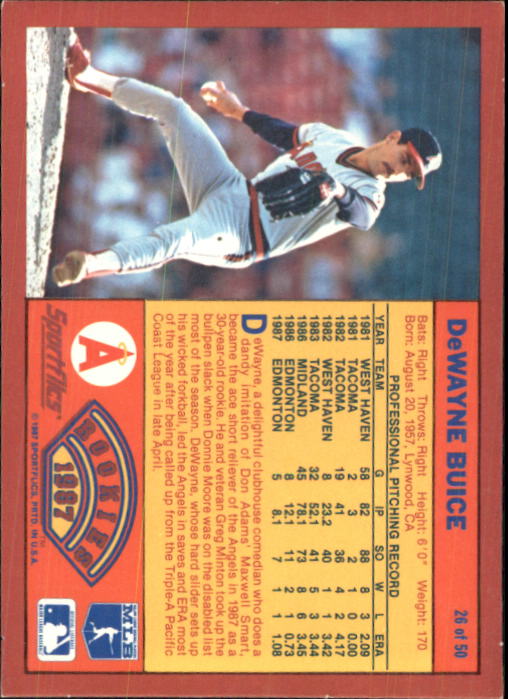 DeWAYNE BUICE
26 of 50
Bats: Right Throws: Right Height: 6'0" Weight: 170
Born: August 20, 1957, Lynwood, CA
PROFESSIONAL PITCHING RECORD
YEAR TEAM G IP SO W L ERA
1981 WEST HAVEN 58 82 88 8 3 2.09
1981 TACOMA 1 3 1 0 0 0.00
1982 TACOMA 19 41 36 4 2 4.17
1982 WEST HAVEN 8 23.2 40 1 1 3.42
1983 TACOMA 32 52.1 41 5 3 3.44
1986 MIDLAND 45 78.1 73 8 6 3.45
1986 EDMONTON 8 12.1 11 2 1 0.73
1987 EDMONTON 5 8.1 7 1 1 1.08
DeWayne, a delightful clubhouse comedian who does a
dandy imitation of Don Adams' Maxwell Smart,
became the ace short reliever of the Angels in 1987 as a
30-year-old rookie. He and veteran Greg Minton took up the
bullpen slack when Donnie Moore was on the disabled list
most of the season. DeWayne, whose hard slider sets up
his wicked forkball, led the Angels in saves and ERA most
of the year after being called up from the Triple-A Pacific
Coast League in late April.
A
Sportflics™
ROOKIES™
1987
© 1987 SPORTFLICS, PRTD. IN U.S.A.
MLB